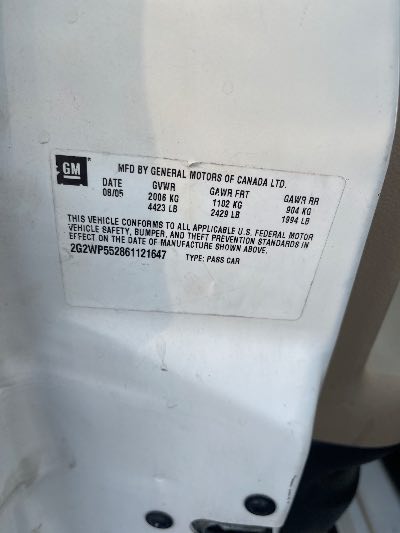 GM
MFD BY GENERAL MOTORS OF CANADA LTD.
DATE GVWR GAWR FRT GAWR RR
08/05 2006 KG 1102 KG 904 KG
4423 LB 2429 LB 1994 LB
THIS VEHICLE CONFORMS TO ALL APPLICABLE U.S. FEDERAL MOTOR
VEHICLE SAFETY, BUMPER, AND THEFT PREVENTION STANDARDS IN
EFFECT ON THE DATE OF MANUFACTURE SHOWN ABOVE.
2G2WP552861121647 TYPE: PASS CAR